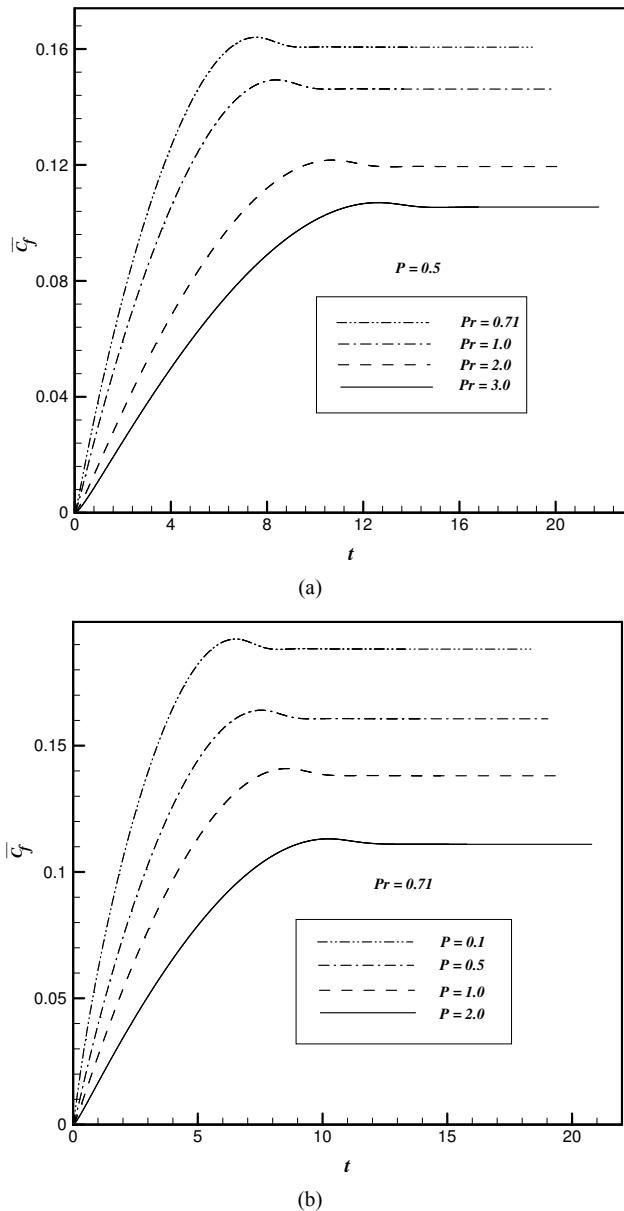 0.16
0.12
c̄f
0.08
0.04
0
P = 0.5
Pr = 0.71
Pr = 1.0
Pr = 2.0
Pr = 3.0
0 4 8 12 16 20
t
(a)
0.15
c̄f
0.1
0.05
0
Pr = 0.71
P = 0.1
P = 0.5
P = 1.0
P = 2.0
0 5 10 15 20
t
(b)